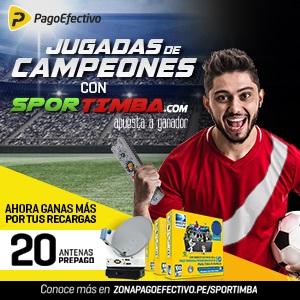 PagoEfectivo
JUGADAS DE
CAMPEONES
CON
SPORTIMBA.COM
apuesta a ganador
AHORA GANAS MÁS
POR TUS RECARGAS
20 ANTENAS
PREPAGO
Conoce más en ZONAPAGOEFECTIVO.PE/SPORTIMBA